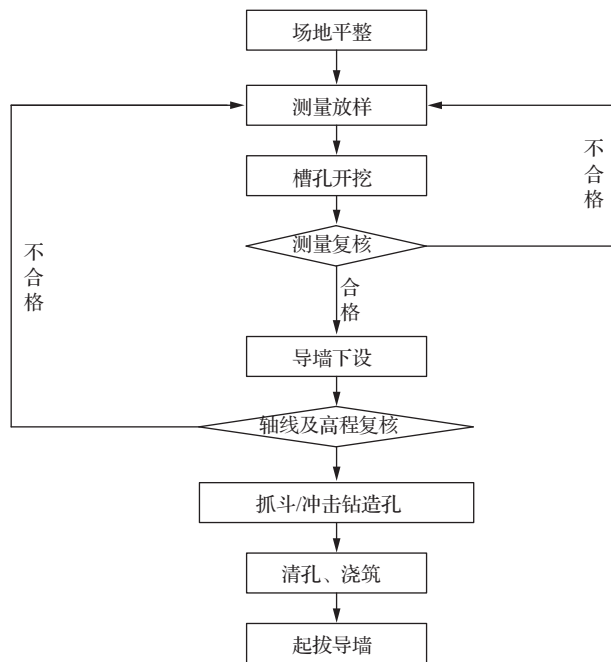 场地平整
测量放样
槽孔开挖
不合格
测量复核
不合格
合格
导墙下设
轴线及高程复核
抓斗/冲击钻造孔
清孔、浇筑
起拔导墙